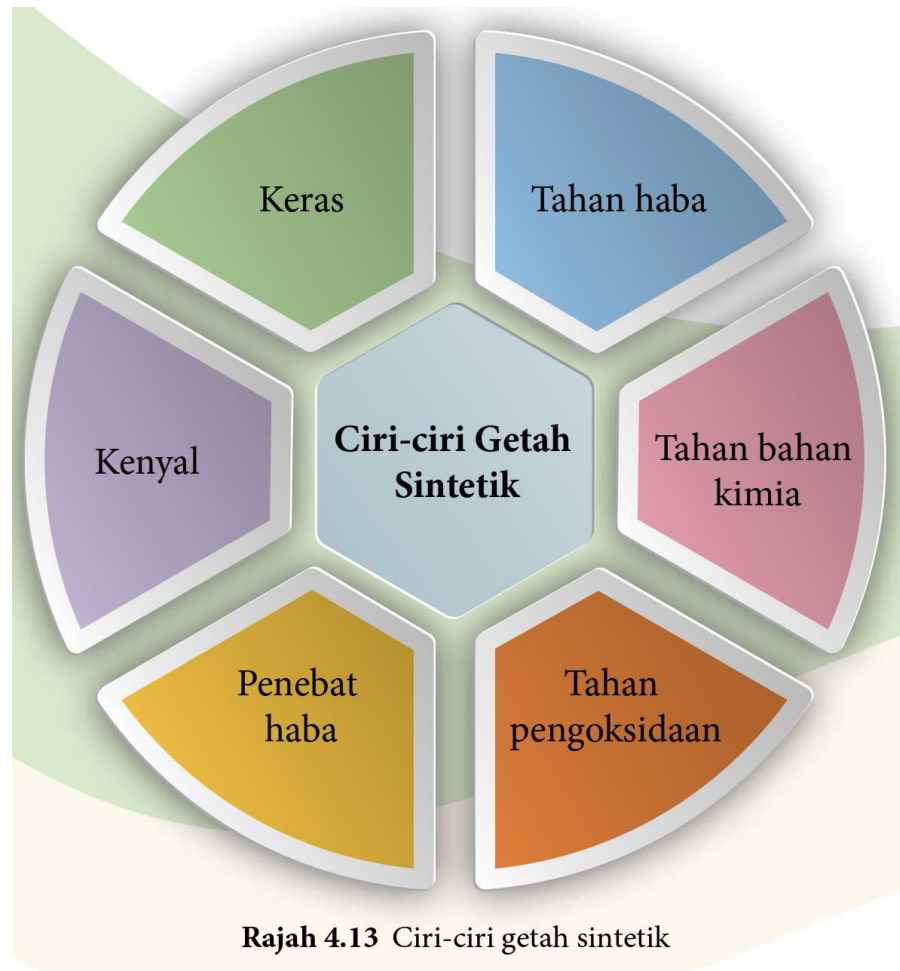 Keras
Tahan haba
Kenyal
Ciri-ciri Getah
Sintetik
Tahan bahan
kimia
Penebat
haba
Tahan
pengoksidaan
Rajah 4.13 Ciri-ciri getah sintetik